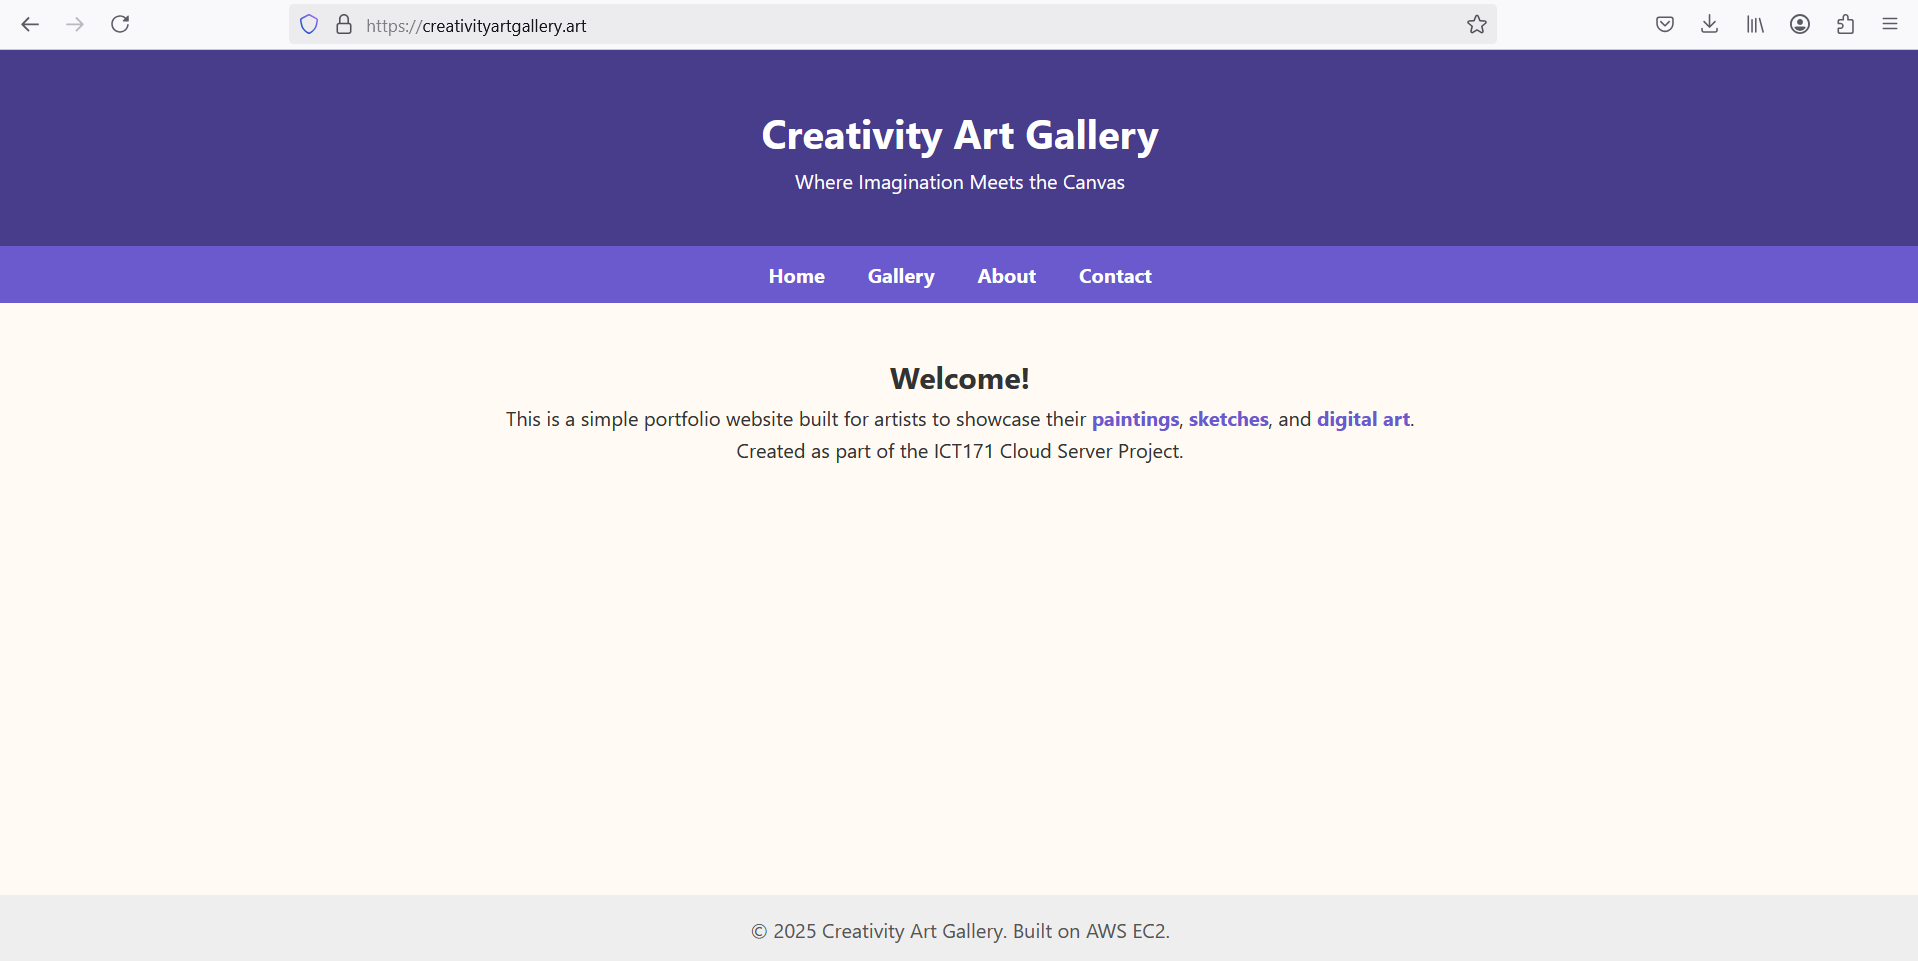 https://creativityartgallery.art
Creativity Art Gallery
Where Imagination Meets the Canvas
Home Gallery About Contact
Welcome!
This is a simple portfolio website built for artists to showcase their paintings, sketches, and digital art.
Created as part of the ICT171 Cloud Server Project.
© 2025 Creativity Art Gallery. Built on AWS EC2.